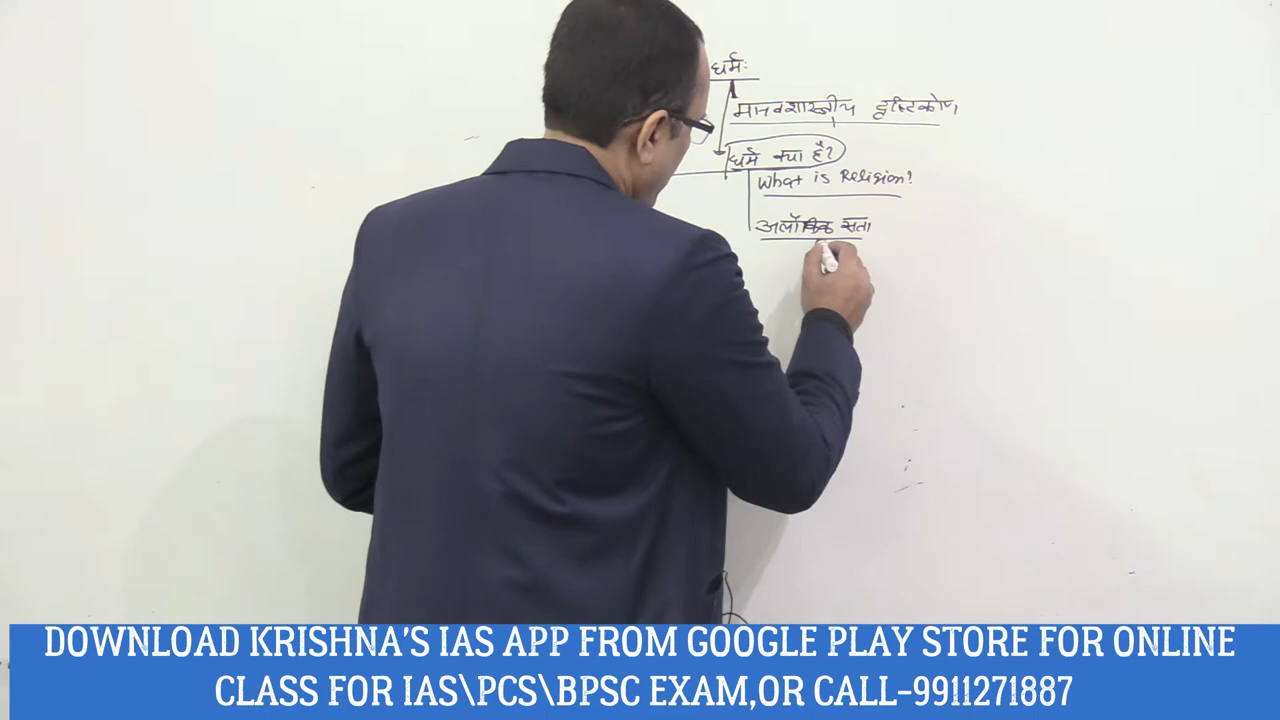 धर्म:
मानवशास्त्रीय दृष्टिकोण
धर्म क्या है?
What is Religion?
अलौकिक सता
DOWNLOAD KRISHNA'S IAS APP FROM GOOGLE PLAY STORE FOR ONLINE
CLASS FOR IAS\PCS\BPSC EXAM,OR CALL-9911271887